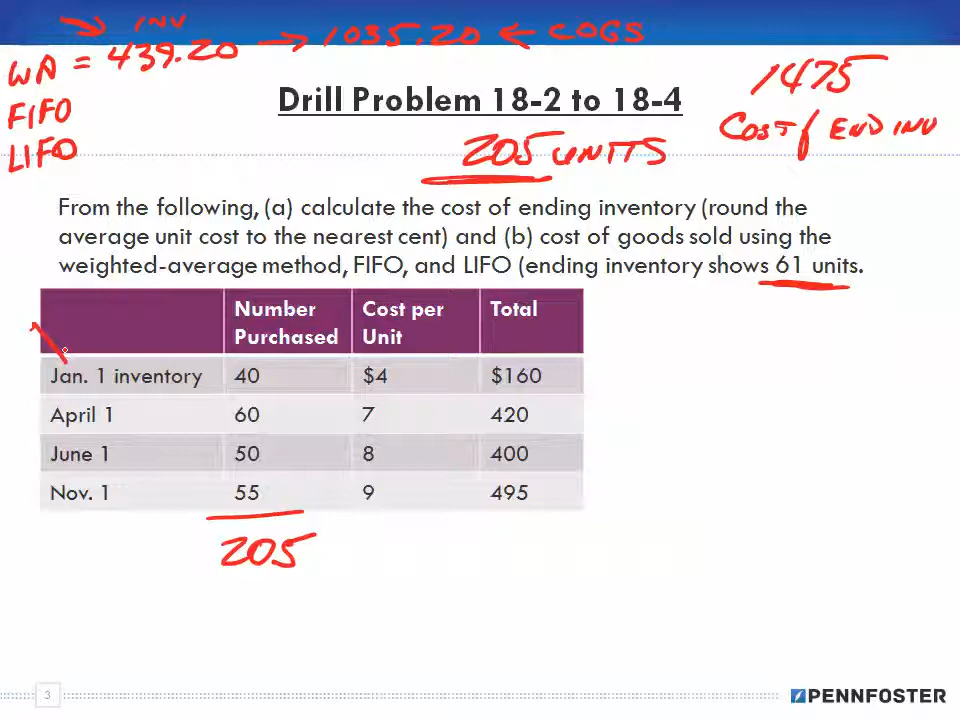 INV
WA = 439.20 → 1035.20 ← COGS
FIFO
LIFO
1475
COST of END INV
Drill Problem 18-2 to 18-4
205 UNITS
From the following, (a) calculate the cost of ending inventory (round the
average unit cost to the nearest cent) and (b) cost of goods sold using the
weighted-average method, FIFO, and LIFO (ending inventory shows 61 units.
Number Purchased Cost per Unit Total
Jan. 1 inventory 40 $4 $160
April 1 60 7 420
June 1 50 8 400
Nov. 1 55 9 495
205
3
PENNFOSTER